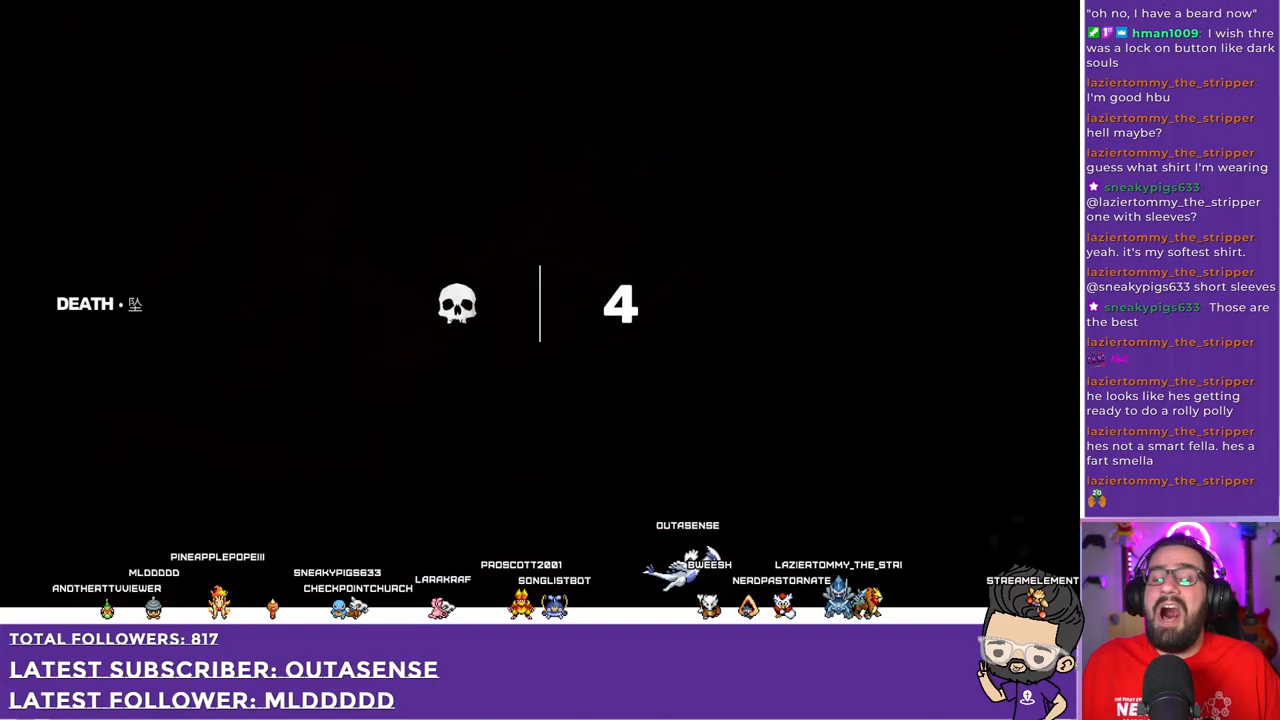 DEATH • 坠
4
"oh no, I have a beard now"
hman1009: I wish thre
was a lock on button like dark
souls
laziertommy_the_stripper:
I'm good hbu
laziertommy_the_stripper:
hell maybe?
laziertommy_the_stripper:
guess what shirt I'm wearing
sneakypigs633:
@laziertommy_the_stripper
one with sleeves?
laziertommy_the_stripper:
yeah. it's my softest shirt.
laziertommy_the_stripper:
@sneakypigs633 short sleeves
sneakypigs633: Those are
the best
laziertommy_the_stripper:
laziertommy_the_stripper:
he looks like hes getting
ready to do a rolly polly
laziertommy_the_stripper:
hes not a smart fella. hes a
fart smella
laziertommy_the_stripper:
20
OUTASENSE
PINEAPPLEPOPEIII
MLDDDDD
SNEAKYPIGS633
PROSCOTT2001
BWEESH
LAZIERTOMMY_THE_STRI
ANOTHERTTVVIEWER
CHECKPOINTCHURCH
LARAKRAF
SONGLISTBOT
NERDPASTORNATE
STREAMELEMENT
TOTAL FOLLOWERS: 817
LATEST SUBSCRIBER: OUTASENSE
LATEST FOLLOWER: MLDDDDD
NE